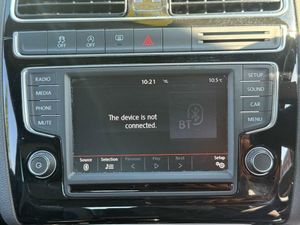 RADIO
MEDIA
PHONE
MUTE
10:21
10.5°c
The device is not
connected.
BT
Source
Selection
Previous
Play
Next
Setup
SETUP
SOUND
CAR
MENU